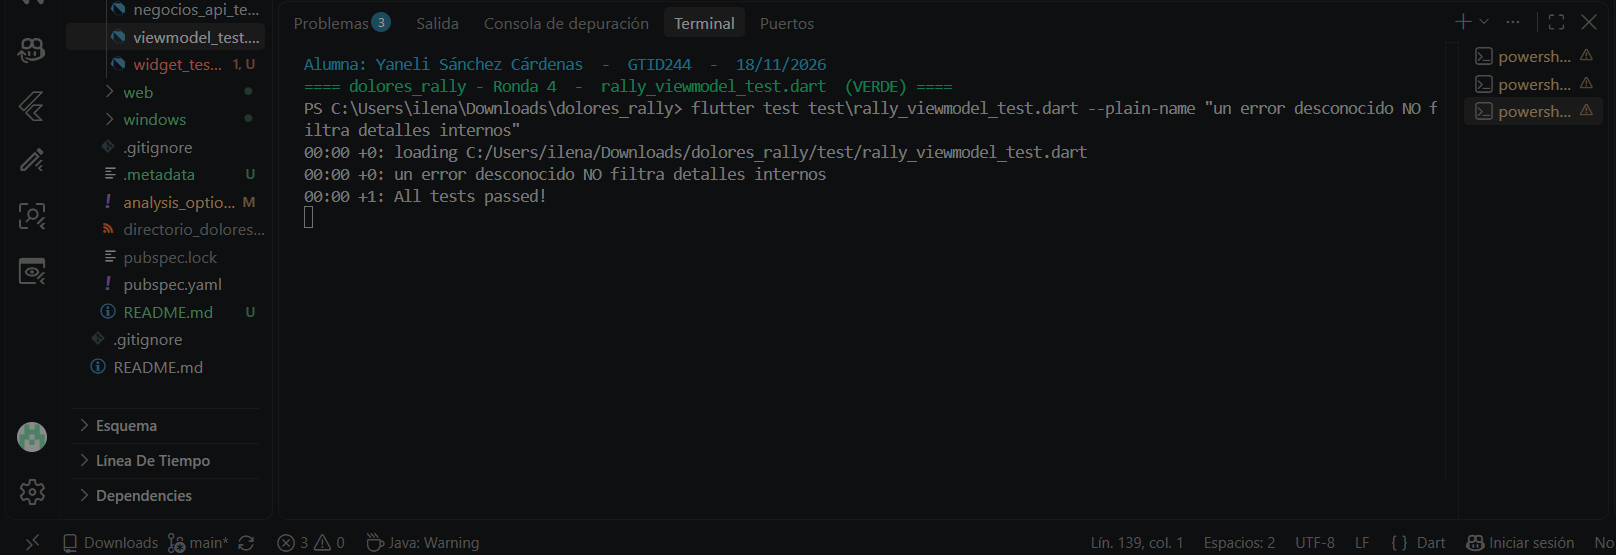 negocios_api_te...
viewmodel_test....
widget_tes... 1, U
web
windows
.gitignore
.metadata U
analysis_optio... M
directorio_dolores...
pubspec.lock
pubspec.yaml
README.md U
.gitignore
README.md
Esquema
Línea De Tiempo
Dependencies
Problemas 3 Salida Consola de depuración Terminal Puertos
Alumna: Yaneli Sánchez Cárdenas - GTID244 - 18/11/2026
==== dolores_rally - Ronda 4 - rally_viewmodel_test.dart (VERDE) ====
PS C:\Users\ilena\Downloads\dolores_rally> flutter test test\rally_viewmodel_test.dart --plain-name "un error desconocido NO f
iltra detalles internos"
00:00 +0: loading C:/Users/ilena/Downloads/dolores_rally/test/rally_viewmodel_test.dart
00:00 +0: un error desconocido NO filtra detalles internos
00:00 +1: All tests passed!
powersh...
powersh...
powersh...
Downloads main* 3 0 Java: Warning Lín. 139, col. 1 Espacios: 2 UTF-8 LF { } Dart Iniciar sesión No